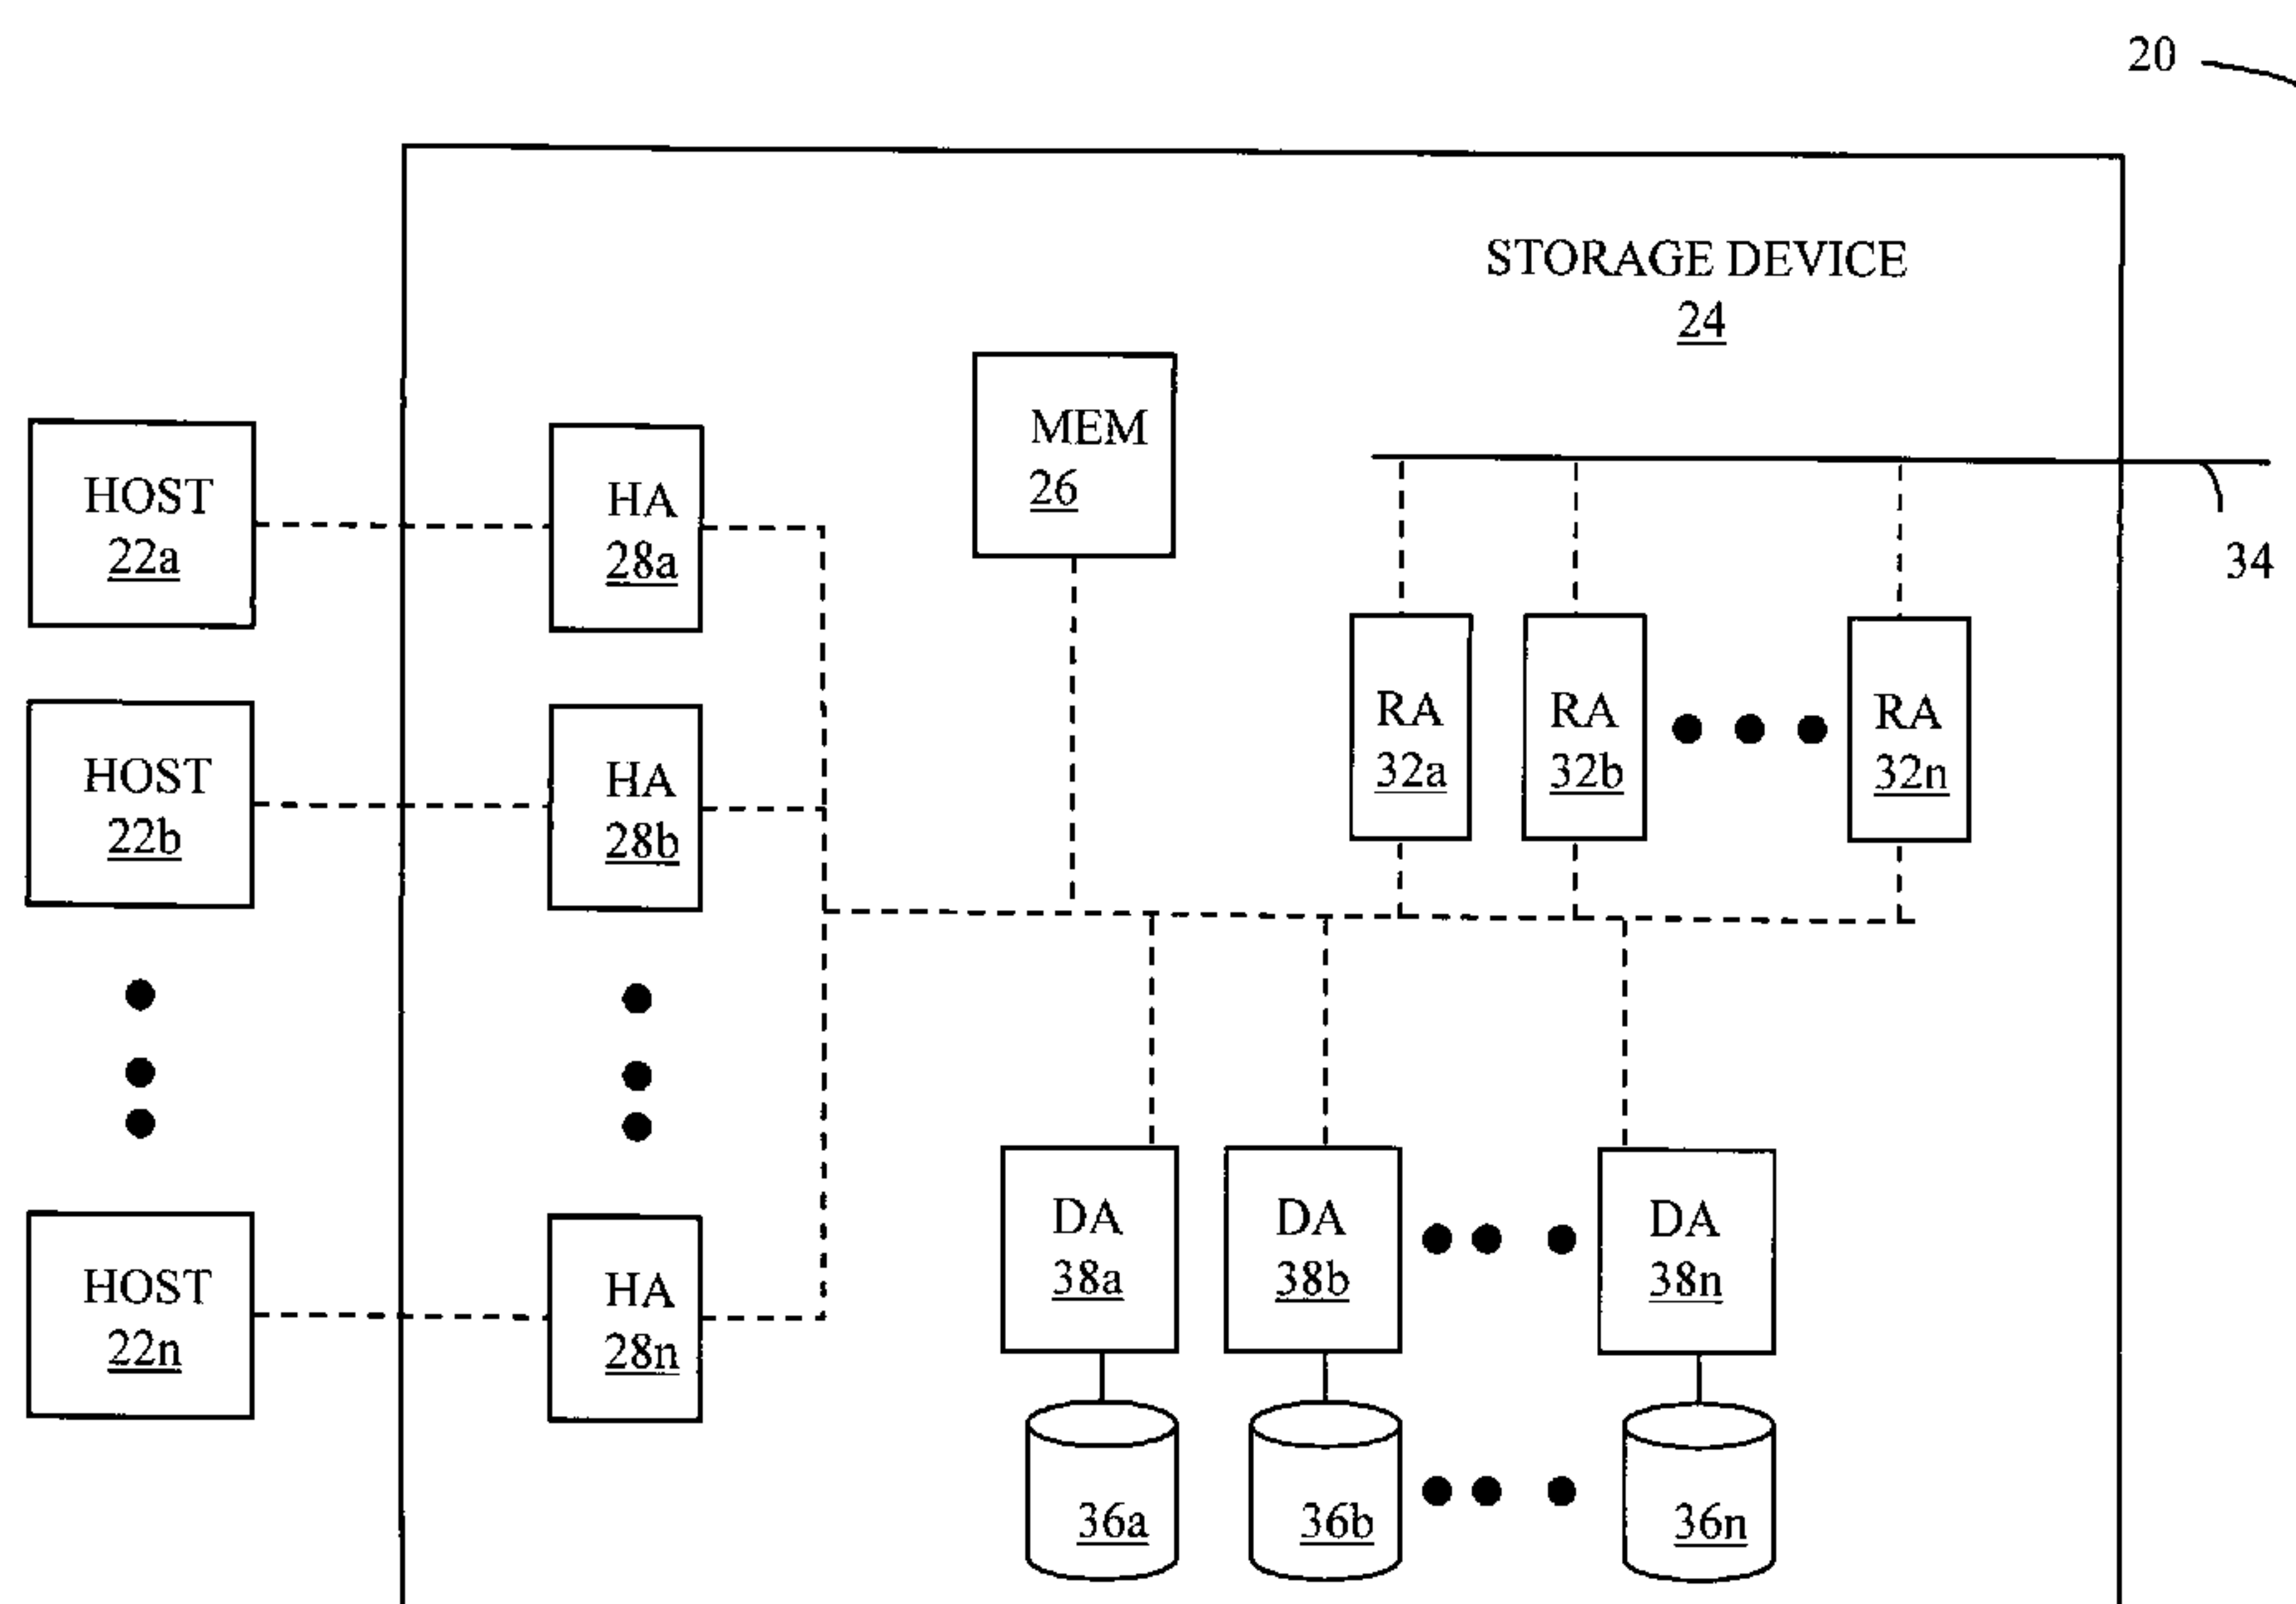 20
STORAGE DEVICE
24
MEM
26
HOST
22a
HA
28a
34
RA
32a
RA
32b
RA
32n
HOST
22b
HA
28b
DA
38a
DA
38b
DA
38n
HOST
22n
HA
28n
36a
36b
36n